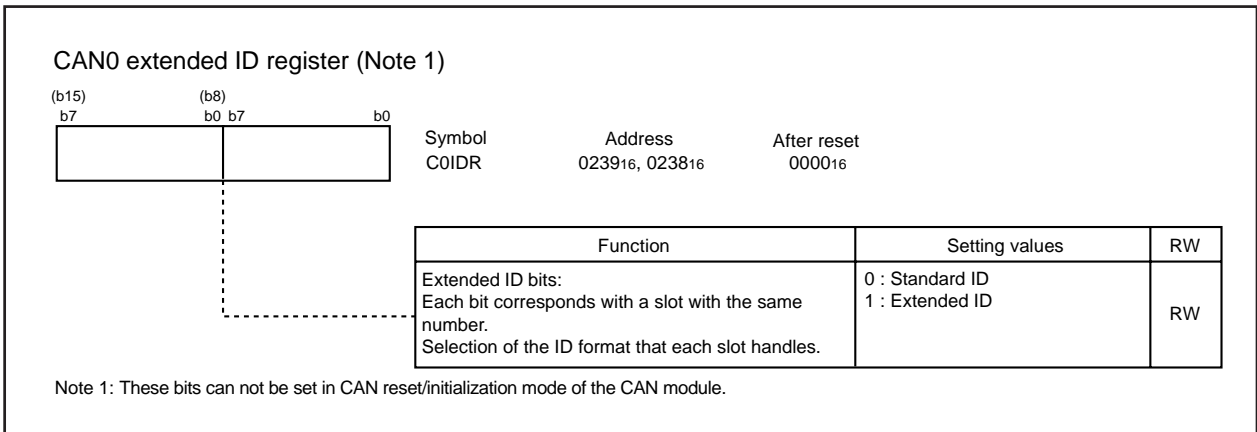 CAN0 extended ID register (Note 1)
(b15) (b8)
b7 b0 b7 b0
Symbol Address After reset
C0IDR 023916, 023816 000016
Function Setting values RW
Extended ID bits: 0 : Standard ID
Each bit corresponds with a slot with the same 1 : Extended ID
number. RW
Selection of the ID format that each slot handles.
Note 1: These bits can not be set in CAN reset/initialization mode of the CAN module.